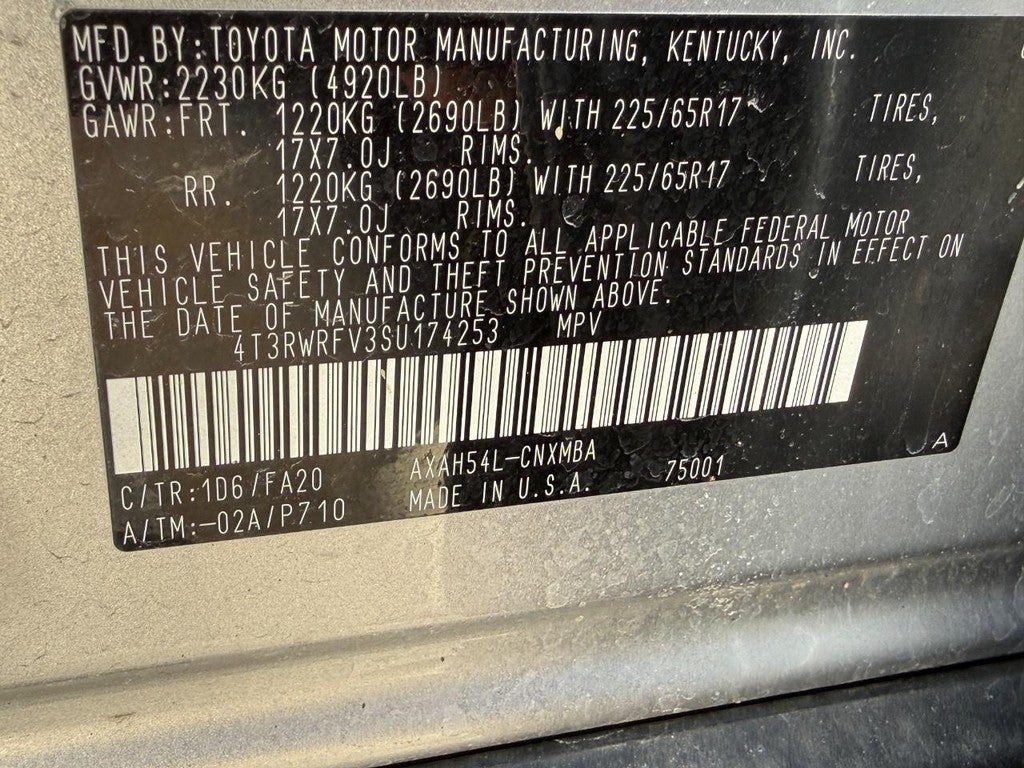 MFD.BY:TOYOTA MOTOR MANUFACTURING, KENTUCKY, INC.
GVWR:2230KG (4920LB)
GAWR:FRT. 1220KG (2690LB) WITH 225/65R17 TIRES,
17X7.0J RIMS.
RR. 1220KG (2690LB) WITH 225/65R17 TIRES,
17X7.0J RIMS.
THIS VEHICLE CONFORMS TO ALL APPLICABLE FEDERAL MOTOR
VEHICLE SAFETY AND THEFT PREVENTION STANDARDS IN EFFECT ON
THE DATE OF MANUFACTURE SHOWN ABOVE.
4T3RWRFV3SU174253 MPV
C/TR:1D6/FA20 AXAH54L-CNXMBA A
A/TM:-02A/P710 MADE IN U.S.A. 75001